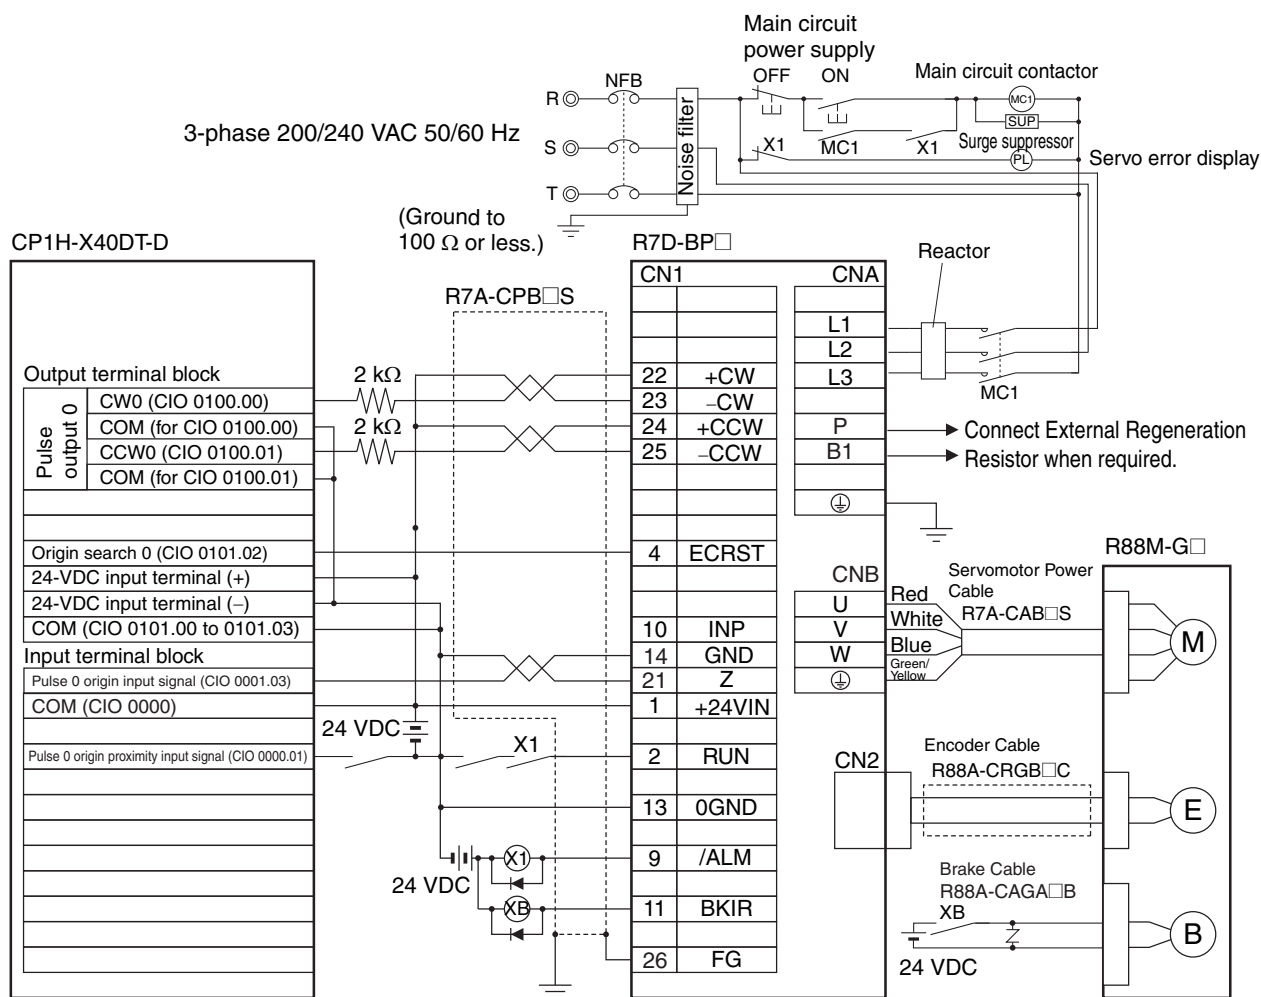 Main circuit
power supply
OFF
ON
Main circuit contactor
NFB
R
MC1
SUP
3-phase 200/240 VAC 50/60 Hz
S
Noise filter
X1
MC1
X1
Surge suppressor
PL
Servo error display
T
(Ground to
100 Ω or less.)
CP1H-X40DT-D
R7D-BP□
Reactor
CN1
CNA
R7A-CPB□S
L1
L2
L3
MC1
Output terminal block
2 kΩ
22 +CW
Pulse
output 0
CW0 (CIO 0100.00)
23 −CW
COM (for CIO 0100.00)
2 kΩ
24 +CCW
P
Connect External Regeneration
CCW0 (CIO 0100.01)
25 −CCW
B1
Resistor when required.
COM (for CIO 0100.01)
Origin search 0 (CIO 0101.02)
4 ECRST
R88M-G□
24-VDC input terminal (+)
CNB
Servomotor Power
Cable
R7A-CAB□S
24-VDC input terminal (−)
U
Red
COM (CIO 0101.00 to 0101.03)
10 INP
V
White
M
Input terminal block
14 GND
W
Blue
Pulse 0 origin input signal (CIO 0001.03)
21 Z
Green/
Yellow
COM (CIO 0000)
1 +24VIN
24 VDC
Pulse 0 origin proximity input signal (CIO 0000.01)
X1
2 RUN
CN2
Encoder Cable
R88A-CRGB□C
E
13 0GND
X1
9 /ALM
24 VDC
Brake Cable
R88A-CAGA□B
XB
11 BKIR
XB
B
26 FG
24 VDC